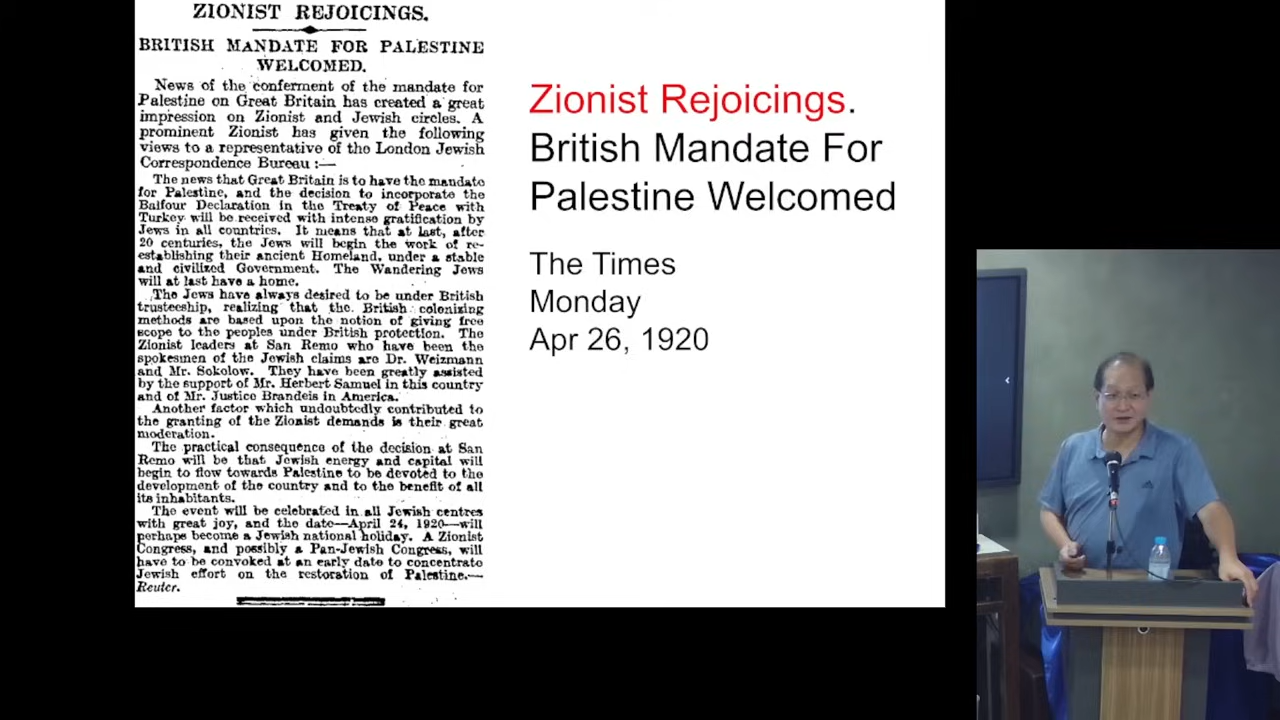 ZIONIST REJOICINGS.
BRITISH MANDATE FOR PALESTINE
WELCOMED.
News of the conferment of the mandate for
Palestine on Great Britain has created a great
impression on Zionist and Jewish circles. A
prominent Zionist has given the following
views to a representative of the London Jewish
Correspondence Bureau :—
The news that Great Britain is to have the mandate
for Palestine, and the decision to incorporate the
Balfour Declaration in the Treaty of Peace with
Turkey will be received with intense gratification by
Jews in all countries. It means that at last, after
20 centuries, the Jews will begin the work of re-
establishing their ancient Homeland, under a stable
and civilized Government. The Wandering Jews
will at last have a home.
The Jews have always desired to be under British
trusteeship, realizing that the British colonizing
methods are based upon the notion of giving free
scope to the peoples under British protection. The
Zionist leaders at San Remo who have been the
spokesmen of the Jewish claims are Dr. Weizmann
and Mr. Sokolow. They have been greatly assisted
by the support of Mr. Herbert Samuel in this country
and of Mr. Justice Brandeis in America.
Another factor which undoubtedly contributed to
the granting of the Zionist demands is their great
moderation.
The practical consequence of the decision at San
Remo will be that Jewish energy and capital will
begin to flow towards Palestine to be devoted to the
development of the country and to the benefit of all
its inhabitants.
The event will be celebrated in all Jewish centres
with great joy, and the date—April 24, 1920—will
perhaps become a Jewish national holiday. A Zionist
Congress, and possibly a Pan-Jewish Congress, will
have to be convoked at an early date to concentrate
Jewish effort on the restoration of Palestine.—
Reuter.
Zionist Rejoicings.
British Mandate For
Palestine Welcomed
The Times
Monday
Apr 26, 1920